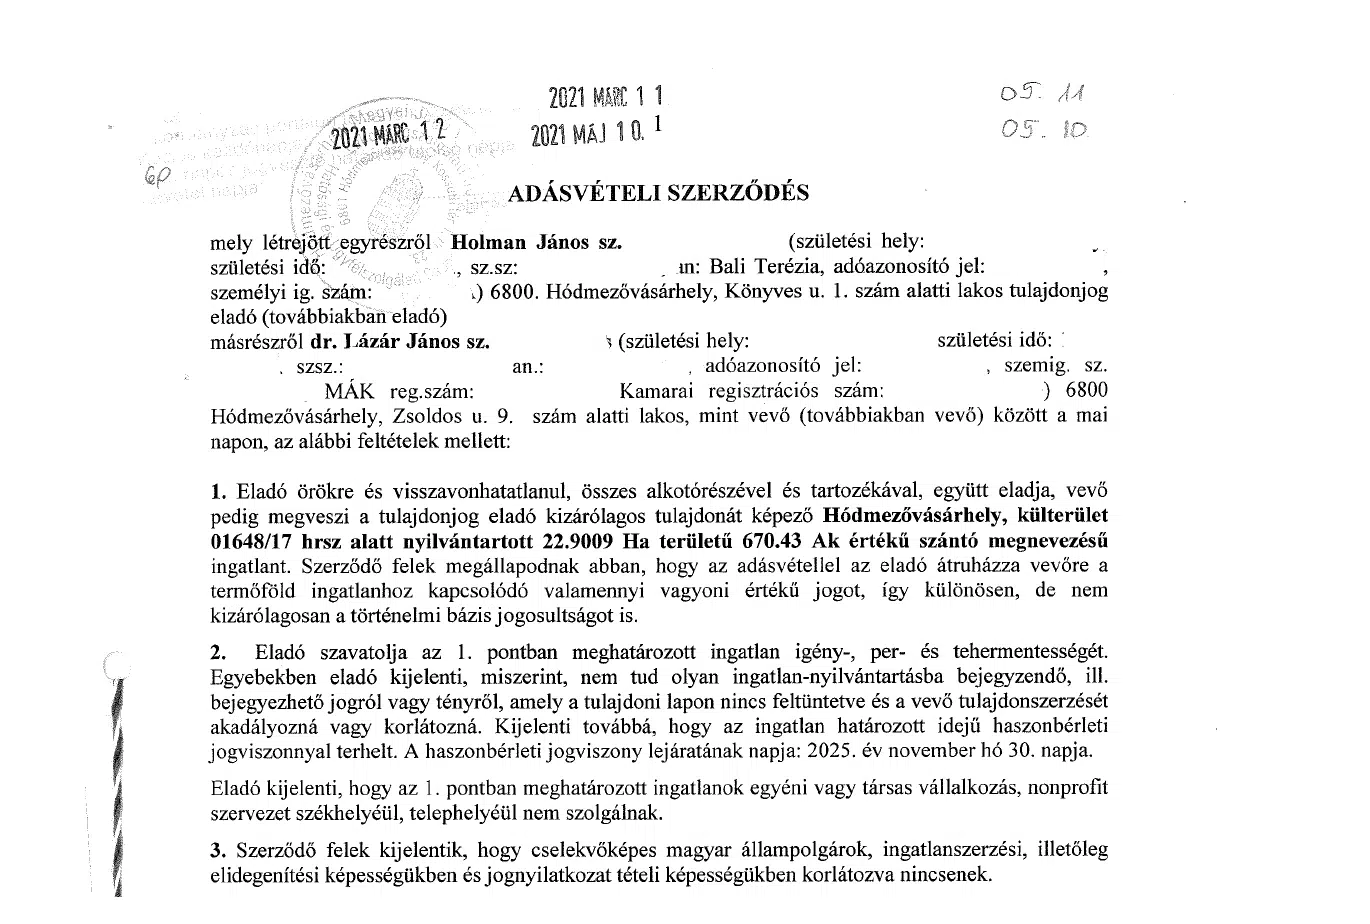 2021 MÁRC 1 1
05. 11
2021 MÁRC 1 2
2021 MÁJ 1 0. 1
05. 10
ADÁSVÉTELI SZERZŐDÉS
mely létrejött egyrészről Holman János sz. (születési hely:
születési idő: , sz.sz: n: Bali Terézia, adóazonosító jel: ,
személyi ig. szám: ) 6800. Hódmezővásárhely, Könyves u. 1. szám alatti lakos tulajdonjog
eladó (továbbiakban eladó)
másrészről dr. Lázár János sz. (születési hely: születési idő:
. szsz.: an.: , adóazonosító jel: , szemig. sz.
MÁK reg.szám: Kamarai regisztrációs szám: ) 6800
Hódmezővásárhely, Zsoldos u. 9. szám alatti lakos, mint vevő (továbbiakban vevő) között a mai
napon, az alábbi feltételek mellett:
1. Eladó örökre és visszavonhatatlanul, összes alkotórészével és tartozékával, együtt eladja, vevő
pedig megveszi a tulajdonjog eladó kizárólagos tulajdonát képező Hódmezővásárhely, külterület
01648/17 hrsz alatt nyilvántartott 22.9009 Ha területű 670.43 Ak értékű szántó megnevezésű
ingatlant. Szerződő felek megállapodnak abban, hogy az adásvétellel az eladó átruházza vevőre a
termőföld ingatlanhoz kapcsolódó valamennyi vagyoni értékű jogot, így különösen, de nem
kizárólagosan a történelmi bázis jogosultságot is.
2. Eladó szavatolja az 1. pontban meghatározott ingatlan igény-, per- és tehermentességét.
Egyebekben eladó kijelenti, miszerint, nem tud olyan ingatlan-nyilvántartásba bejegyzendő, ill.
bejegyezhető jogról vagy tényről, amely a tulajdoni lapon nincs feltüntetve és a vevő tulajdonszerzését
akadályozná vagy korlátozná. Kijelenti továbbá, hogy az ingatlan határozott idejű haszonbérleti
jogviszonnyal terhelt. A haszonbérleti jogviszony lejáratának napja: 2025. év november hó 30. napja.
Eladó kijelenti, hogy az 1. pontban meghatározott ingatlanok egyéni vagy társas vállalkozás, nonprofit
szervezet székhelyéül, telephelyéül nem szolgálnak.
3. Szerződő felek kijelentik, hogy cselekvőképes magyar állampolgárok, ingatlanszerzési, illetőleg
elidegenítési képességükben és jognyilatkozat tételi képességükben korlátozva nincsenek.